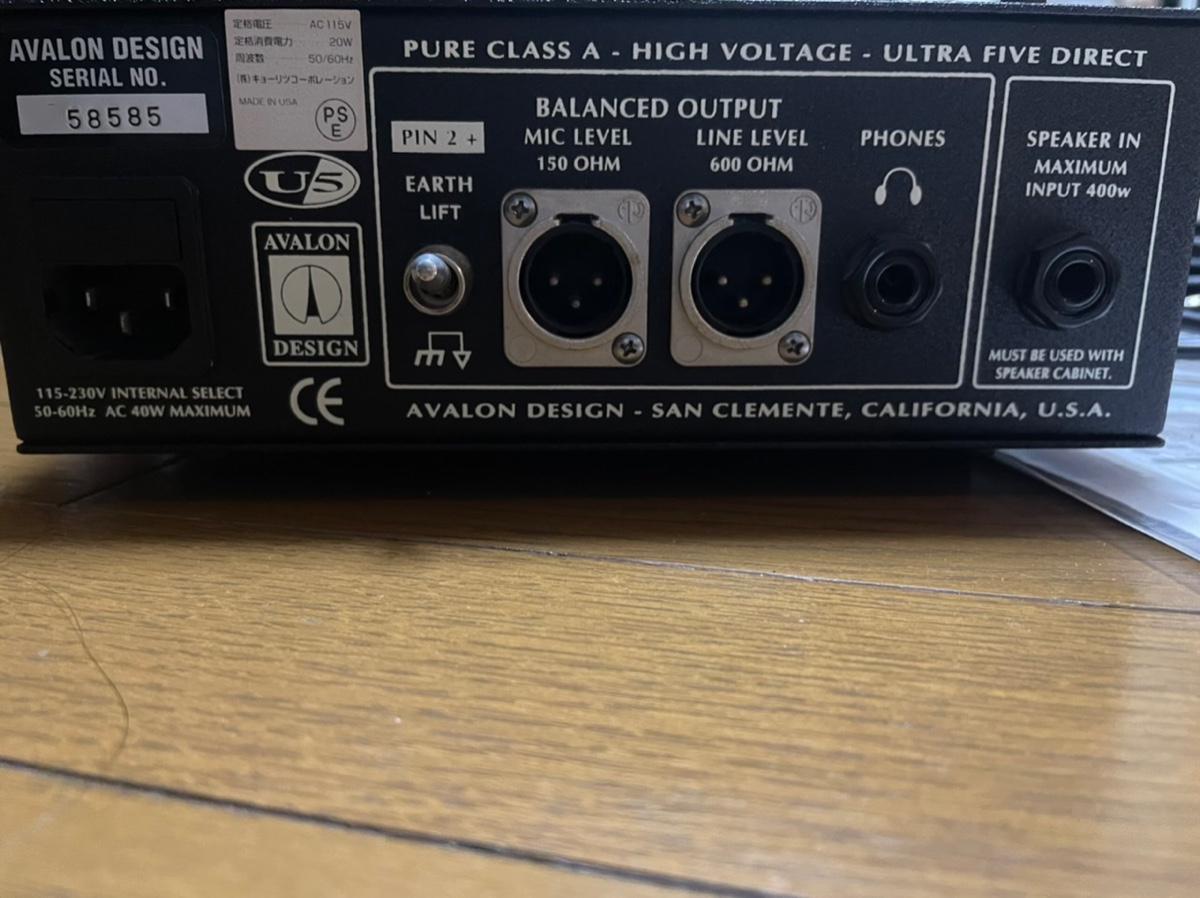 AVALON DESIGN
SERIAL NO.
58585
定格電圧 AC 115V
定格消費電力 20W
周波数 50/60Hz
(株)キョーリツコーポレーション
MADE IN USA
PS
E
U5
AVALON
DESIGN
115-230V INTERNAL SELECT
50-60Hz AC 40W MAXIMUM
CE
PURE CLASS A - HIGH VOLTAGE - ULTRA FIVE DIRECT
BALANCED OUTPUT
PIN 2 +
EARTH
LIFT
MIC LEVEL
150 OHM
LINE LEVEL
600 OHM
PHONES
SPEAKER IN
MAXIMUM
INPUT 400w
MUST BE USED WITH
SPEAKER CABINET.
AVALON DESIGN - SAN CLEMENTE, CALIFORNIA, U.S.A.